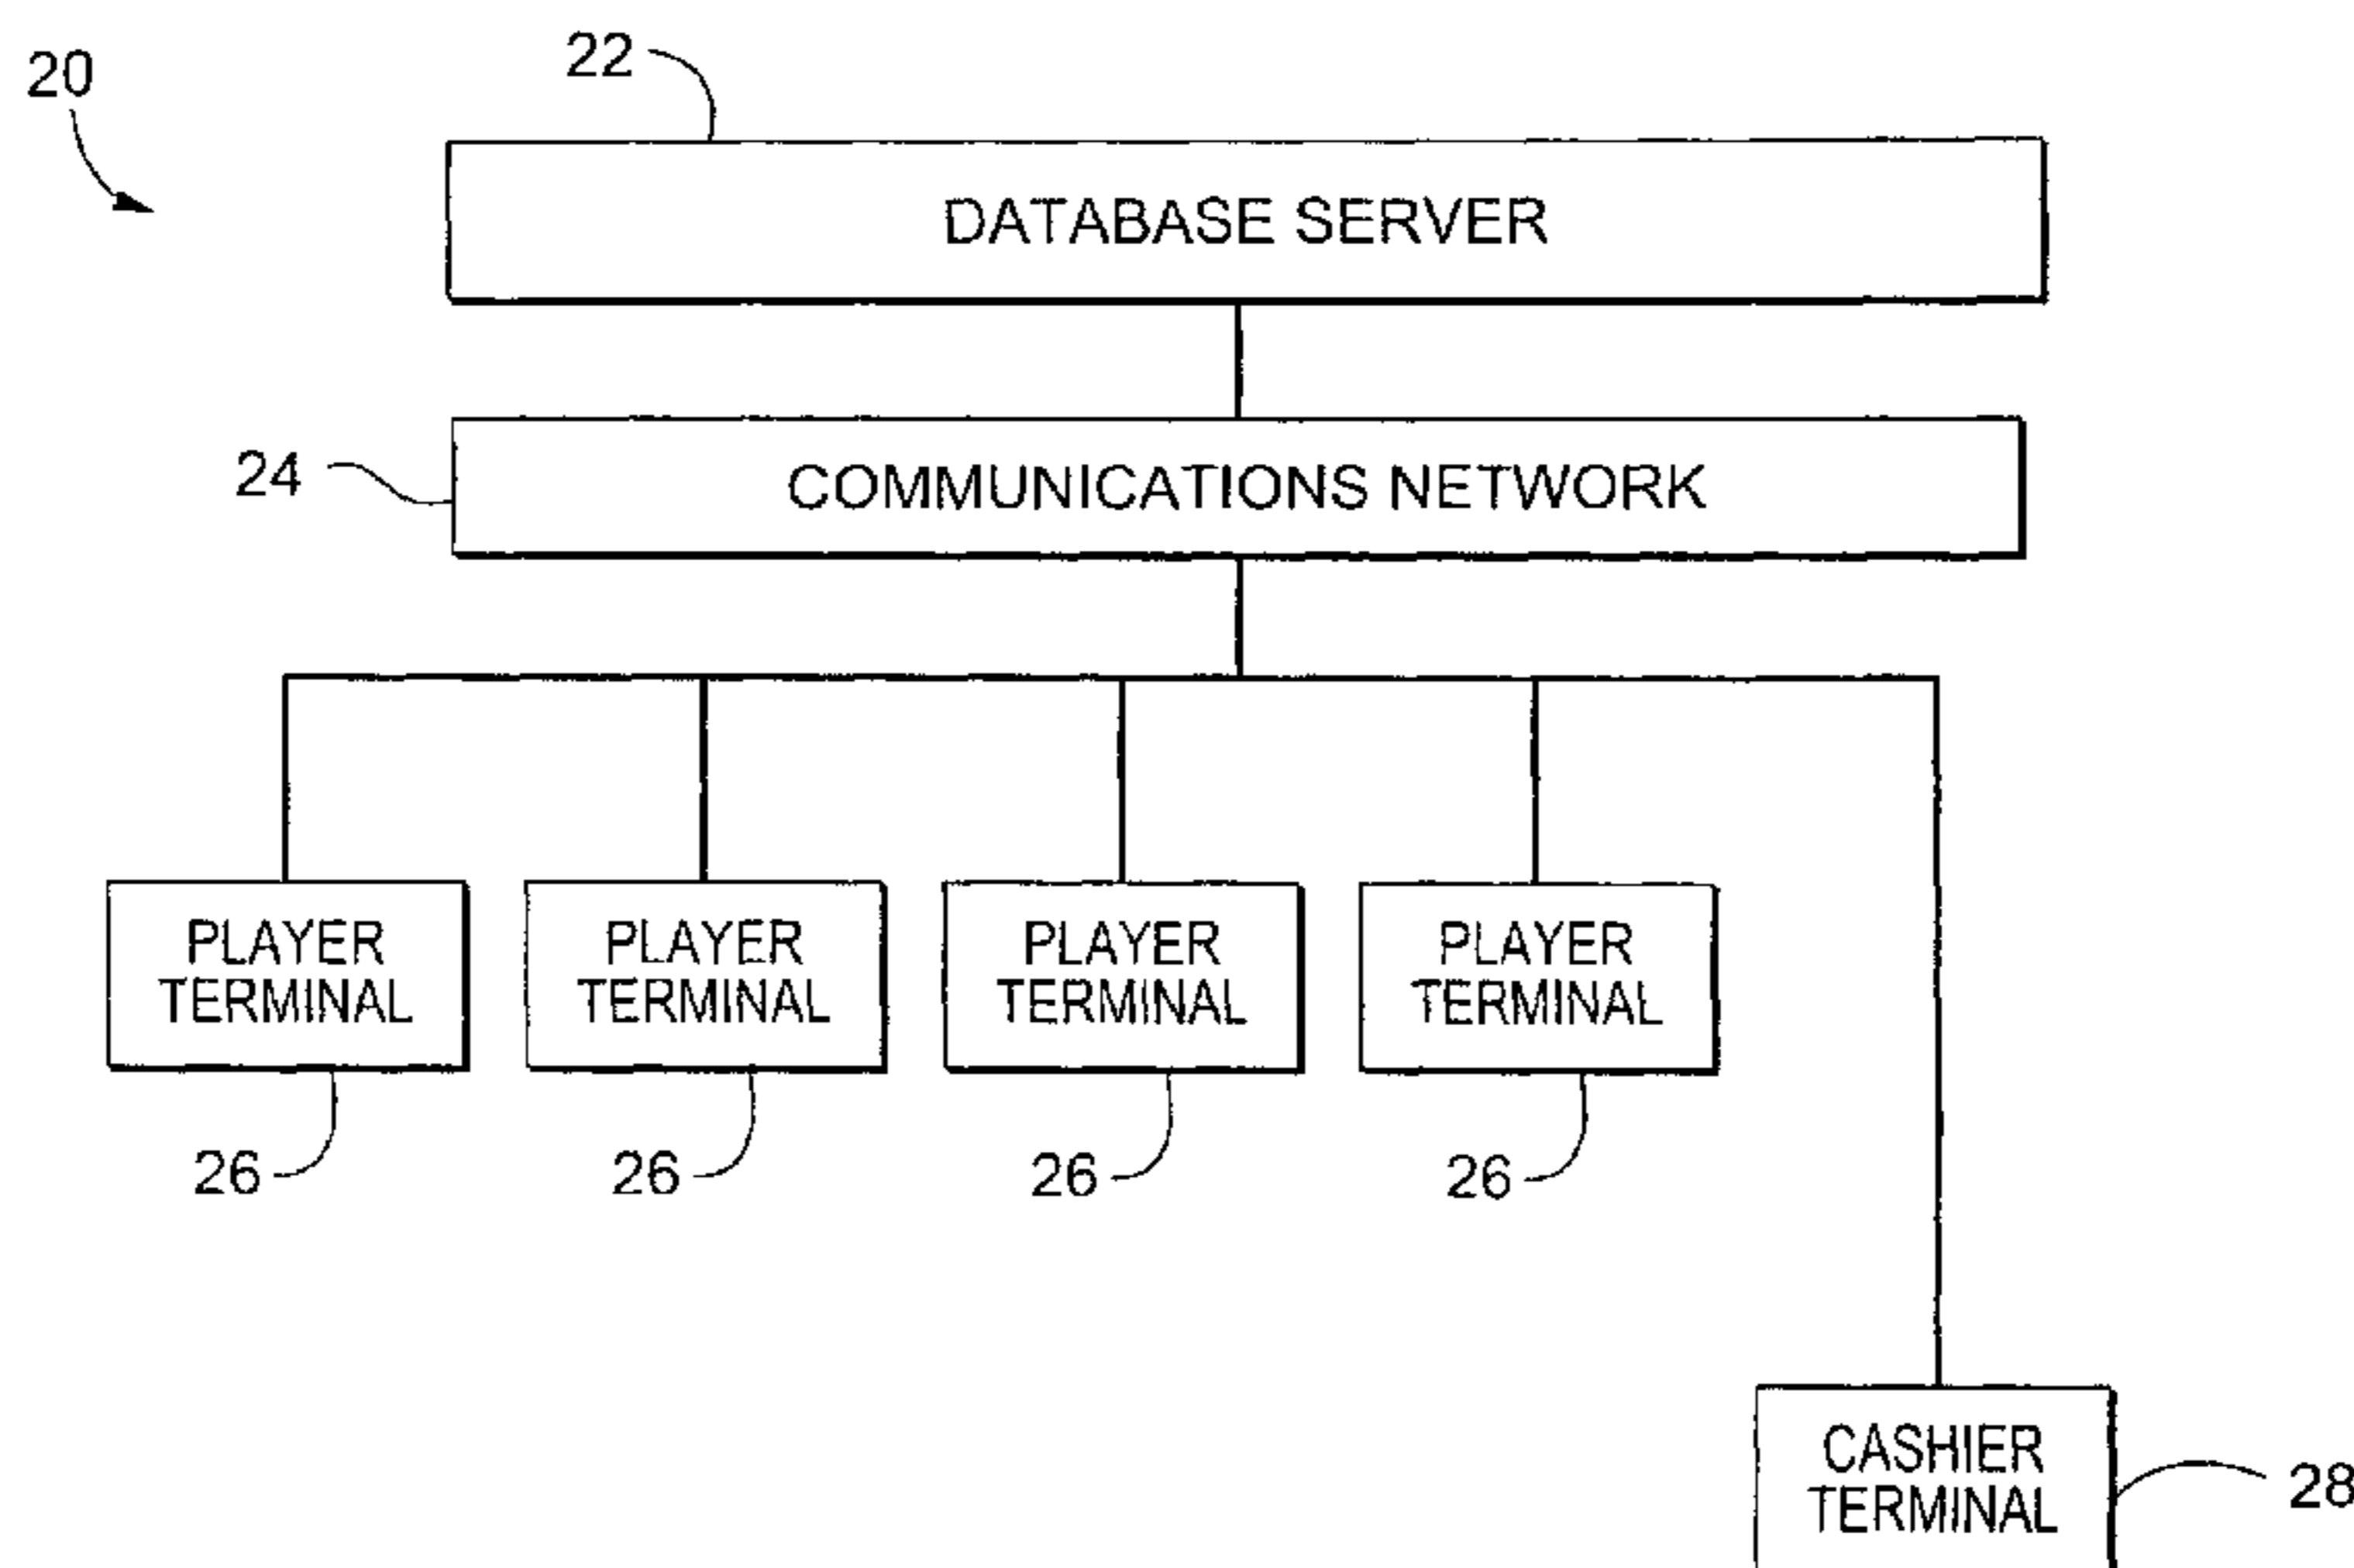 20
22
DATABASE SERVER
24
COMMUNICATIONS NETWORK
PLAYER
TERMINAL
PLAYER
TERMINAL
PLAYER
TERMINAL
PLAYER
TERMINAL
26
26
26
26
CASHIER
TERMINAL
28